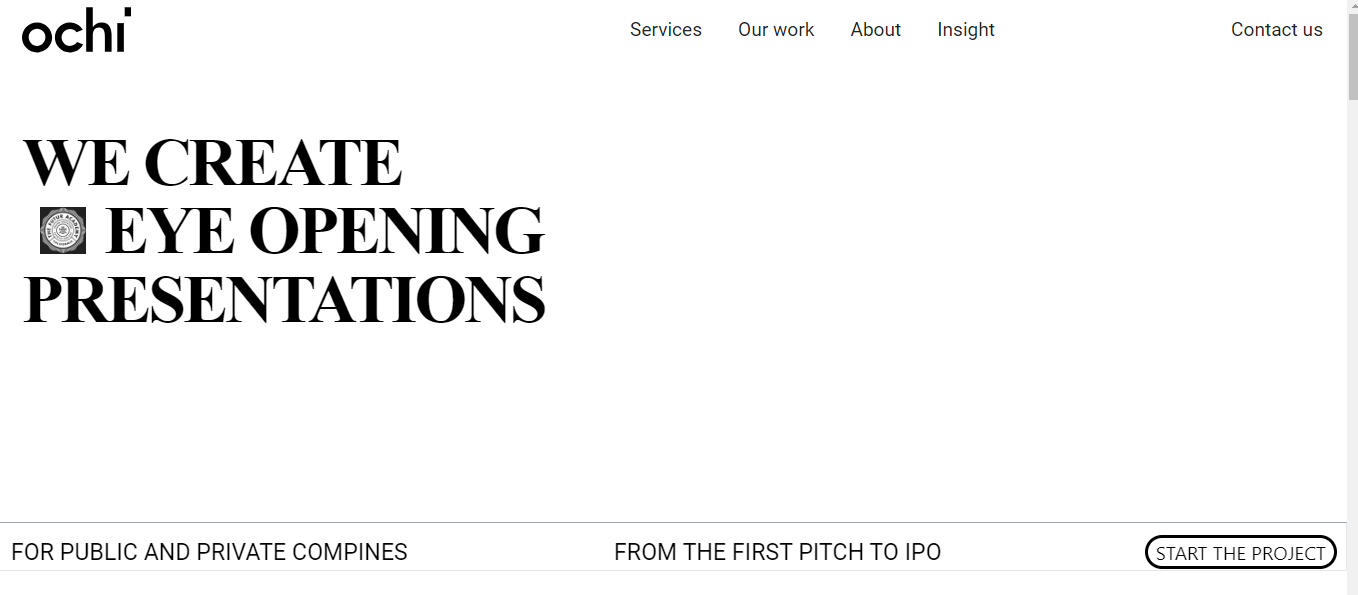 ochi
Services Our work About Insight Contact us
WE CREATE
EYE OPENING
PRESENTATIONS
FOR PUBLIC AND PRIVATE COMPINES FROM THE FIRST PITCH TO IPO START THE PROJECT